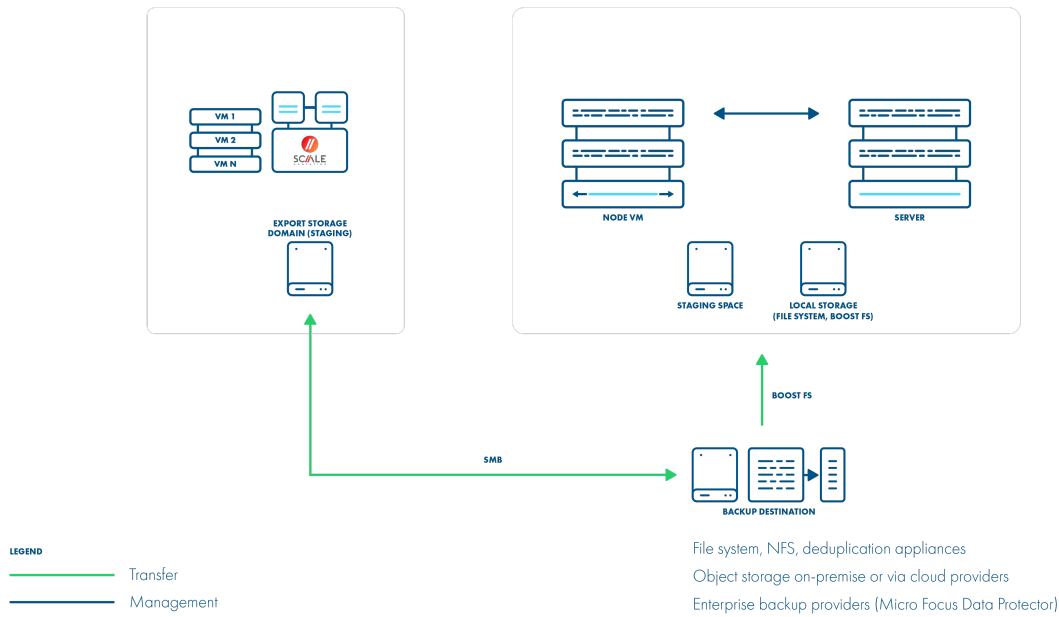 VM 1
VM 2
VM N
SCALE
COMPUTING
EXPORT STORAGE
DOMAIN (STAGING)
NODE VM
SERVER
STAGING SPACE
LOCAL STORAGE
(FILE SYSTEM, BOOST FS)
BOOST FS
SMB
BACKUP DESTINATION
File system, NFS, deduplication appliances
Object storage on-premise or via cloud providers
Enterprise backup providers (Micro Focus Data Protector)
LEGEND
Transfer
Management